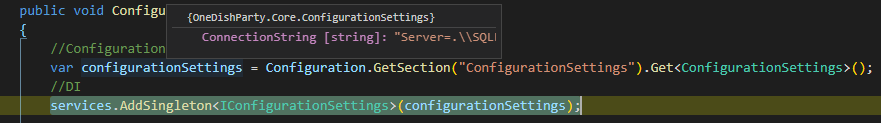 public void Configu
{OneDishParty.Core.ConfigurationSettings}
{
ConnectionString [string]: "Server=.\\SQL
//Configuration
var configurationSettings = Configuration.GetSection("ConfigurationSettings").Get<ConfigurationSettings>();
//DI
services.AddSingleton<IConfigurationSettings>(configurationSettings);